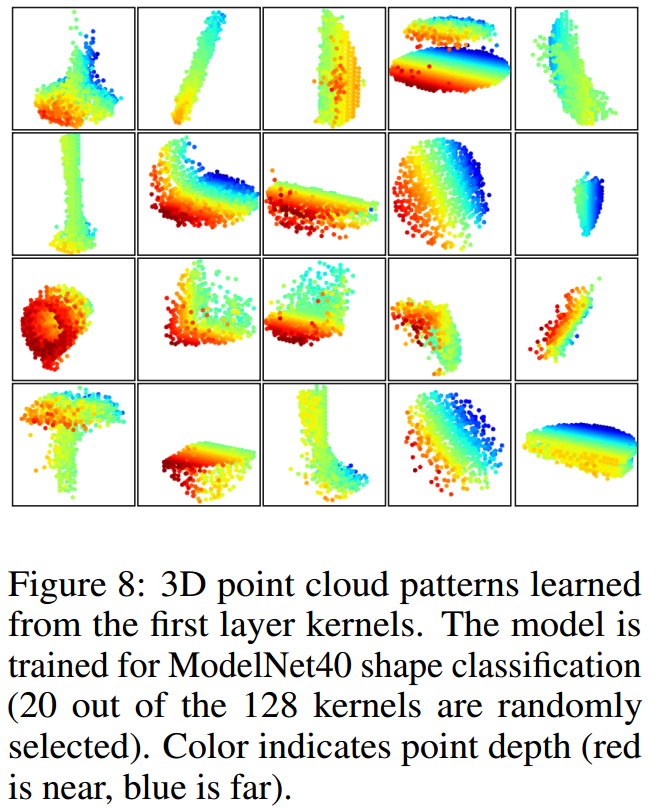 Figure 8: 3D point cloud patterns learned
from the first layer kernels. The model is
trained for ModelNet40 shape classification
(20 out of the 128 kernels are randomly
selected). Color indicates point depth (red
is near, blue is far).